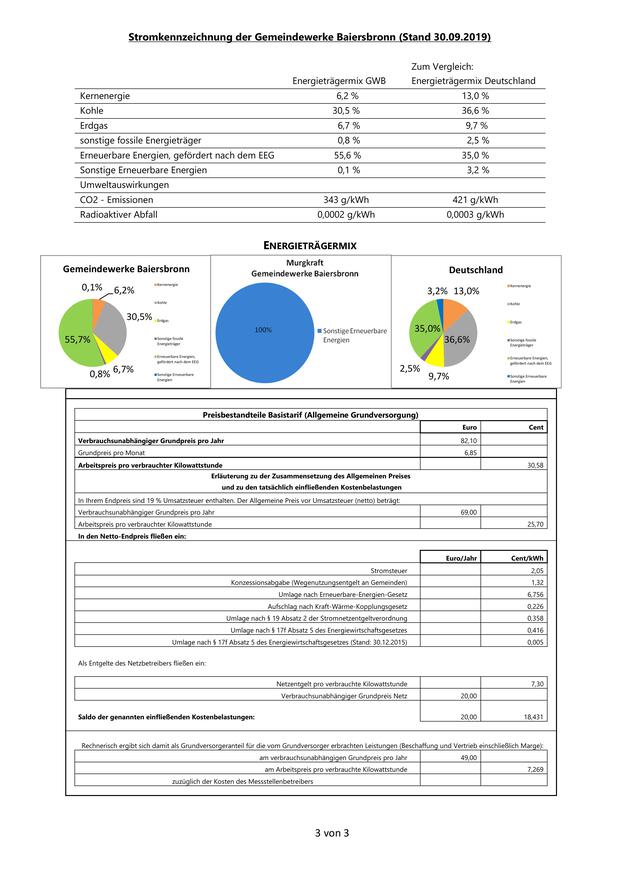 Stromkennzeichnung der Gemeindewerke Baiersbronn (Stand 30.09.2019)
Zum Vergleich:
Energieträgermix GWB Energieträgermix Deutschland
Kernenergie 6,2 % 13,0 %
Kohle 30,5 % 36,6 %
Erdgas 6,7 % 9,7 %
sonstige fossile Energieträger 0,8 % 2,5 %
Erneuerbare Energien, gefördert nach dem EEG 55,6 % 35,0 %
Sonstige Erneuerbare Energien 0,1 % 3,2 %
Umweltauswirkungen
CO2 - Emissionen 343 g/kWh 421 g/kWh
Radioaktiver Abfall 0,0002 g/kWh 0,0003 g/kWh
ENERGIETRÄGERMIX
Gemeindewerke Baiersbronn
0,1% 6,2%
30,5%
55,7%
0,8% 6,7%
Kernenergie
Kohle
Erdgas
Sonstige fossile
Energieträger
Erneuerbare Energien,
gefördert nach dem EEG
Sonstige Erneuerbare
Energien
Murgkraft
Gemeindewerke Baiersbronn
100%
Sonstige Erneuerbare
Energien
Deutschland
3,2% 13,0%
35,0%
36,6%
2,5%
9,7%
Kernenergie
Kohle
Erdgas
Sonstige fossile
Energieträger
Erneuerbare Energien,
gefördert nach dem EEG
Sonstige Erneuerbare
Energien
Preisbestandteile Basistarif (Allgemeine Grundversorgung)
Euro Cent
Verbrauchsunabhängiger Grundpreis pro Jahr 82,10
Grundpreis pro Monat 6,85
Arbeitspreis pro verbrauchter Kilowattstunde 30,58
Erläuterung zu der Zusammensetzung des Allgemeinen Preises
und zu den tatsächlich einfließenden Kostenbelastungen
In Ihrem Endpreis sind 19 % Umsatzsteuer enthalten. Der Allgemeine Preis vor Umsatzsteuer (netto) beträgt:
Verbrauchsunabhängiger Grundpreis pro Jahr 69,00
Arbeitspreis pro verbrauchter Kilowattstunde 25,70
In den Netto-Endpreis fließen ein:
Euro/Jahr Cent/kWh
Stromsteuer 2,05
Konzessionsabgabe (Wegenutzungsentgelt an Gemeinden) 1,32
Umlage nach Erneuerbare-Energien-Gesetz 6,756
Aufschlag nach Kraft-Wärme-Kopplungsgesetz 0,226
Umlage nach § 19 Absatz 2 der Stromnetzentgeltverordnung 0,358
Umlage nach § 17f Absatz 5 des Energiewirtschaftsgesetzes 0,416
Umlage nach § 17f Absatz 5 des Energiewirtschaftsgesetzes (Stand: 30.12.2015) 0,005
Als Entgelte des Netzbetreibers fließen ein:
Netzentgelt pro verbrauchte Kilowattstunde 7,30
Verbrauchsunabhängiger Grundpreis Netz 20,00
Saldo der genannten einfließenden Kostenbelastungen: 20,00 18,431
Rechnerisch ergibt sich damit als Grundversorgeranteil für die vom Grundversorger erbrachten Leistungen (Beschaffung und Vertrieb einschließlich Marge):
am verbrauchsunabhängigen Grundpreis pro Jahr 49,00
am Arbeitspreis pro verbrauchte Kilowattstunde 7,269
zuzüglich der Kosten des Messstellenbetreibers
3 von 3